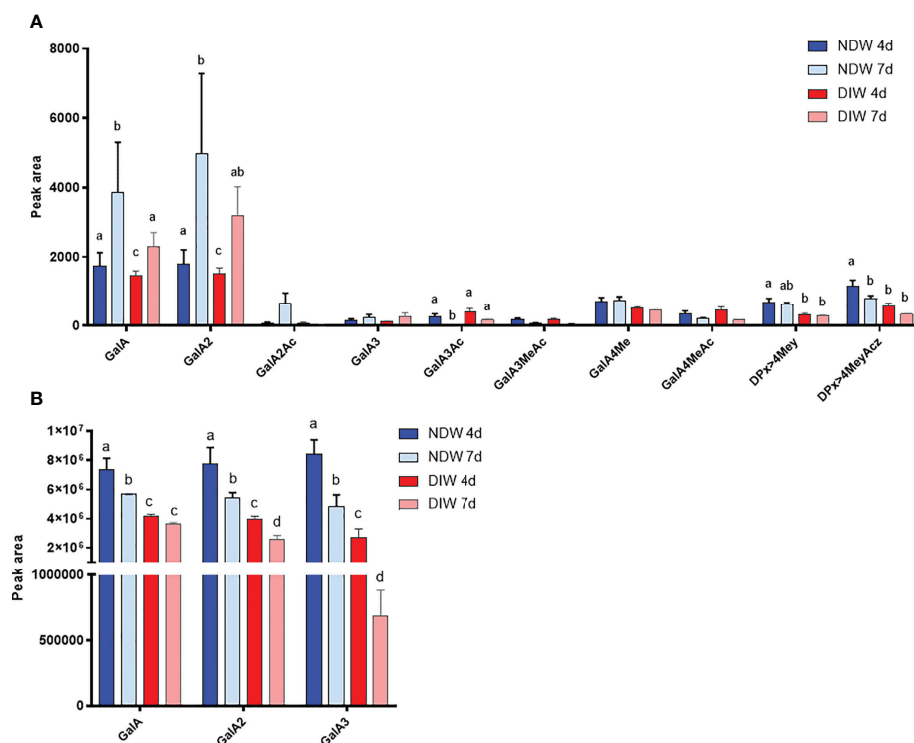 A
8000
6000
4000
2000
0
Peak area
NDW 4d
NDW 7d
DIW 4d
DIW 7d
a b c a
a b c ab
a b a a
a ab b b
a b b b
GalA
GalA2
GalA2Ac
GalA3
GalA3Ac
GalA3MeAc
GalA4Me
GalA4MeAc
DPx>4Mey
DPx>4MeyAcz
B
1×10⁷
8×10⁶
6×10⁶
4×10⁶
2×10⁶
1000000
500000
0
Peak area
NDW 4d
NDW 7d
DIW 4d
DIW 7d
a b c c
a b c d
a b c d
GalA
GalA2
GalA3